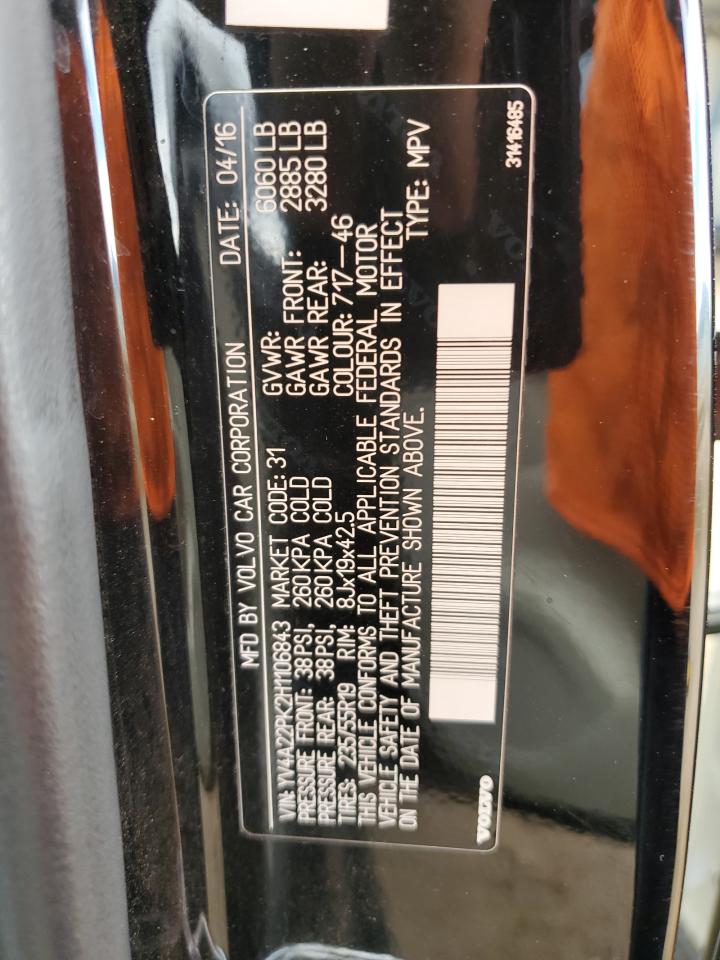 MFD BY VOLVO CAR CORPORATION DATE: 04/16
VIN: YV4A22PK2H1106843 MARKET CODE: 31 GVWR: 6060 LB
PRESSURE FRONT: 38PSI, 260KPA COLD GAWR FRONT: 2885 LB
PRESSURE REAR: 38PSI, 260KPA COLD GAWR REAR: 3280 LB
TIRES: 235/55R19 RIM: 8Jx19x42.5 COLOUR: 717—46
THIS VEHICLE CONFORMS TO ALL APPLICABLE FEDERAL MOTOR
VEHICLE SAFETY AND THEFT PREVENTION STANDARDS IN EFFECT
ON THE DATE OF MANUFACTURE SHOWN ABOVE. TYPE: MPV
VOLVO 31416485